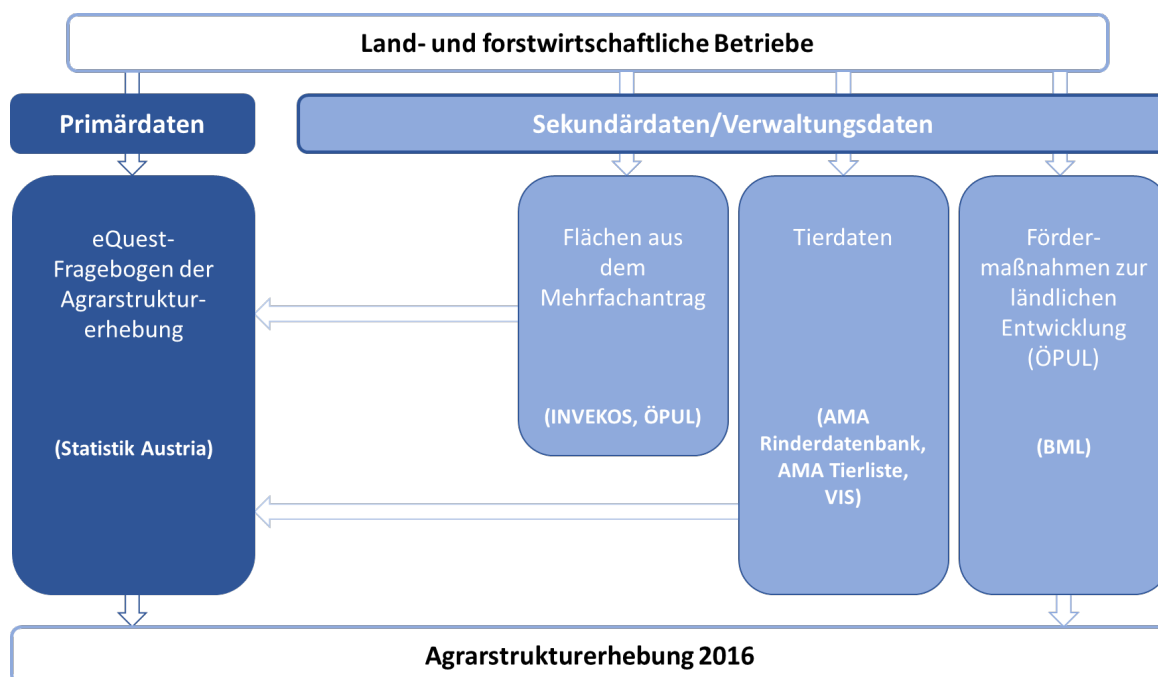 Land- und forstwirtschaftliche Betriebe
Primärdaten
Sekundärdaten/Verwaltungsdaten
eQuest-
Fragebogen der
Agrarstruktur-
erhebung
(Statistik Austria)
Flächen aus
dem
Mehrfachantrag
(INVEKOS, ÖPUL)
Tierdaten
(AMA
Rinderdatenbank,
AMA Tierliste,
VIS)
Förder-
maßnahmen zur
ländlichen
Entwicklung
(ÖPUL)
(BML)
Agrarstrukturerhebung 2016